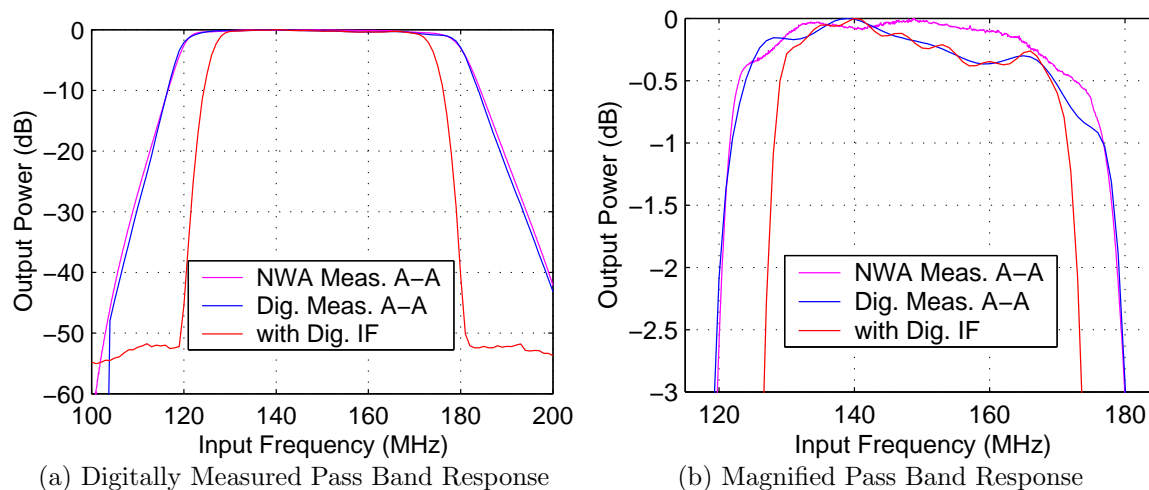 0
−10
−20
−30
−40
−50
−60
100 120 140 160 180 200
Output Power (dB)
Input Frequency (MHz)
NWA Meas. A−A
Dig. Meas. A−A
with Dig. IF
(a) Digitally Measured Pass Band Response
0
−0.5
−1
−1.5
−2
−2.5
−3
120 140 160 180
Output Power (dB)
Input Frequency (MHz)
NWA Meas. A−A
Dig. Meas. A−A
with Dig. IF
(b) Magnified Pass Band Response